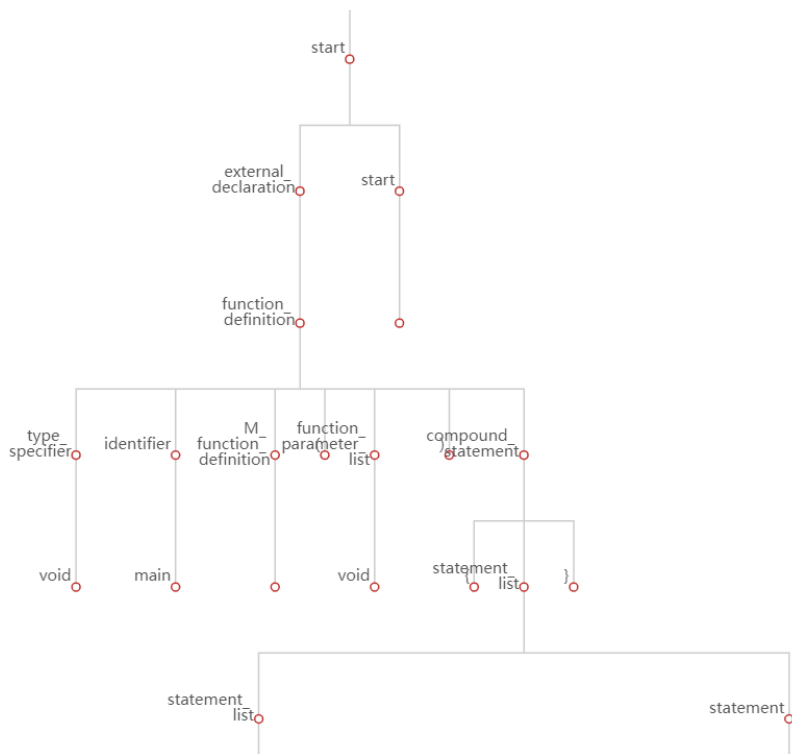 start
external_
declaration
start
function_
definition
type_
specifier
identifier
M_
function_
definition
(
function_
parameter_
list
)
compound_
statement
void
main
void
{
statement_
list
}
statement_
list
statement